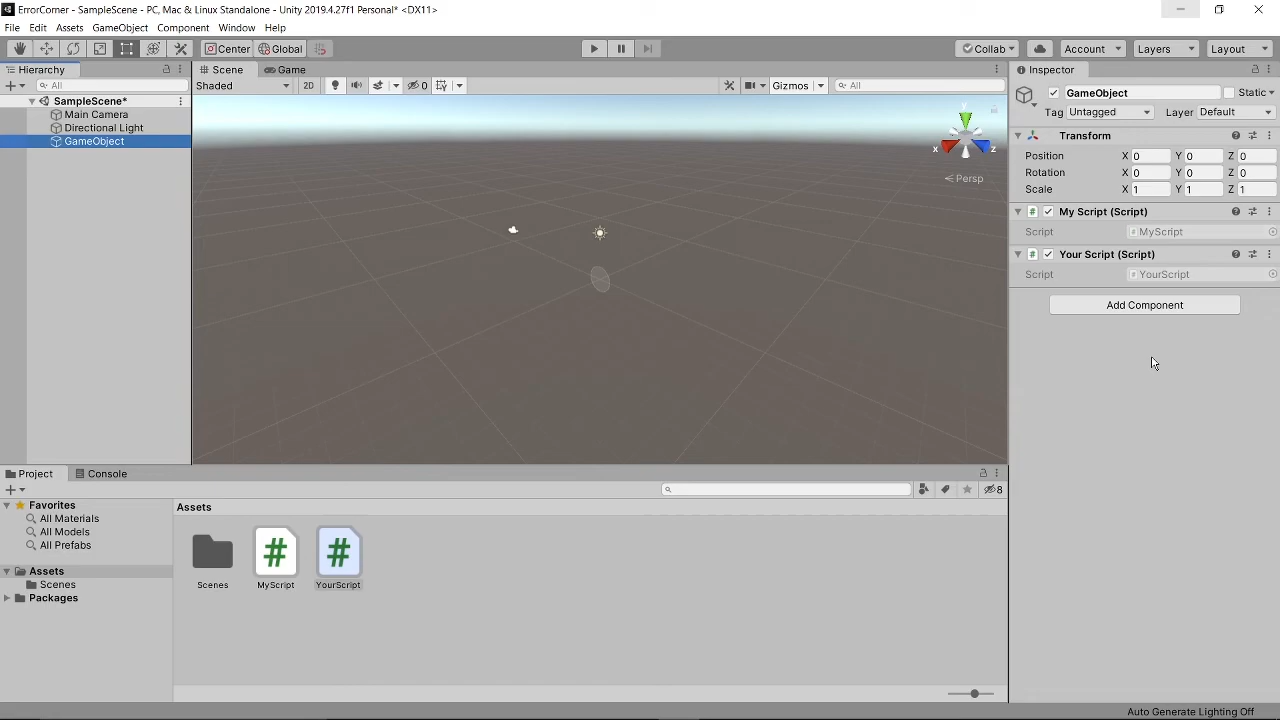 ErrorCorner - SampleScene - PC, Mac & Linux Standalone - Unity 2019.4.27f1 Personal* <DX11>
File Edit Assets GameObject Component Window Help
Center Global Collab Account Layers Layout
Hierarchy
All
SampleScene*
Main Camera
Directional Light
GameObject
Scene Game
Shaded 2D 0 Gizmos All
y
x z
< Persp
Inspector
GameObject Static
Tag Untagged Layer Default
Transform
Position X 0 Y 0 Z 0
Rotation X 0 Y 0 Z 0
Scale X 1 Y 1 Z 1
# My Script (Script)
Script # MyScript
# Your Script (Script)
Script # YourScript
Add Component
Project Console
8
Favorites
All Materials
All Models
All Prefabs
Assets
Scenes
Packages
Assets
# #
Scenes MyScript YourScript
Auto Generate Lighting Off